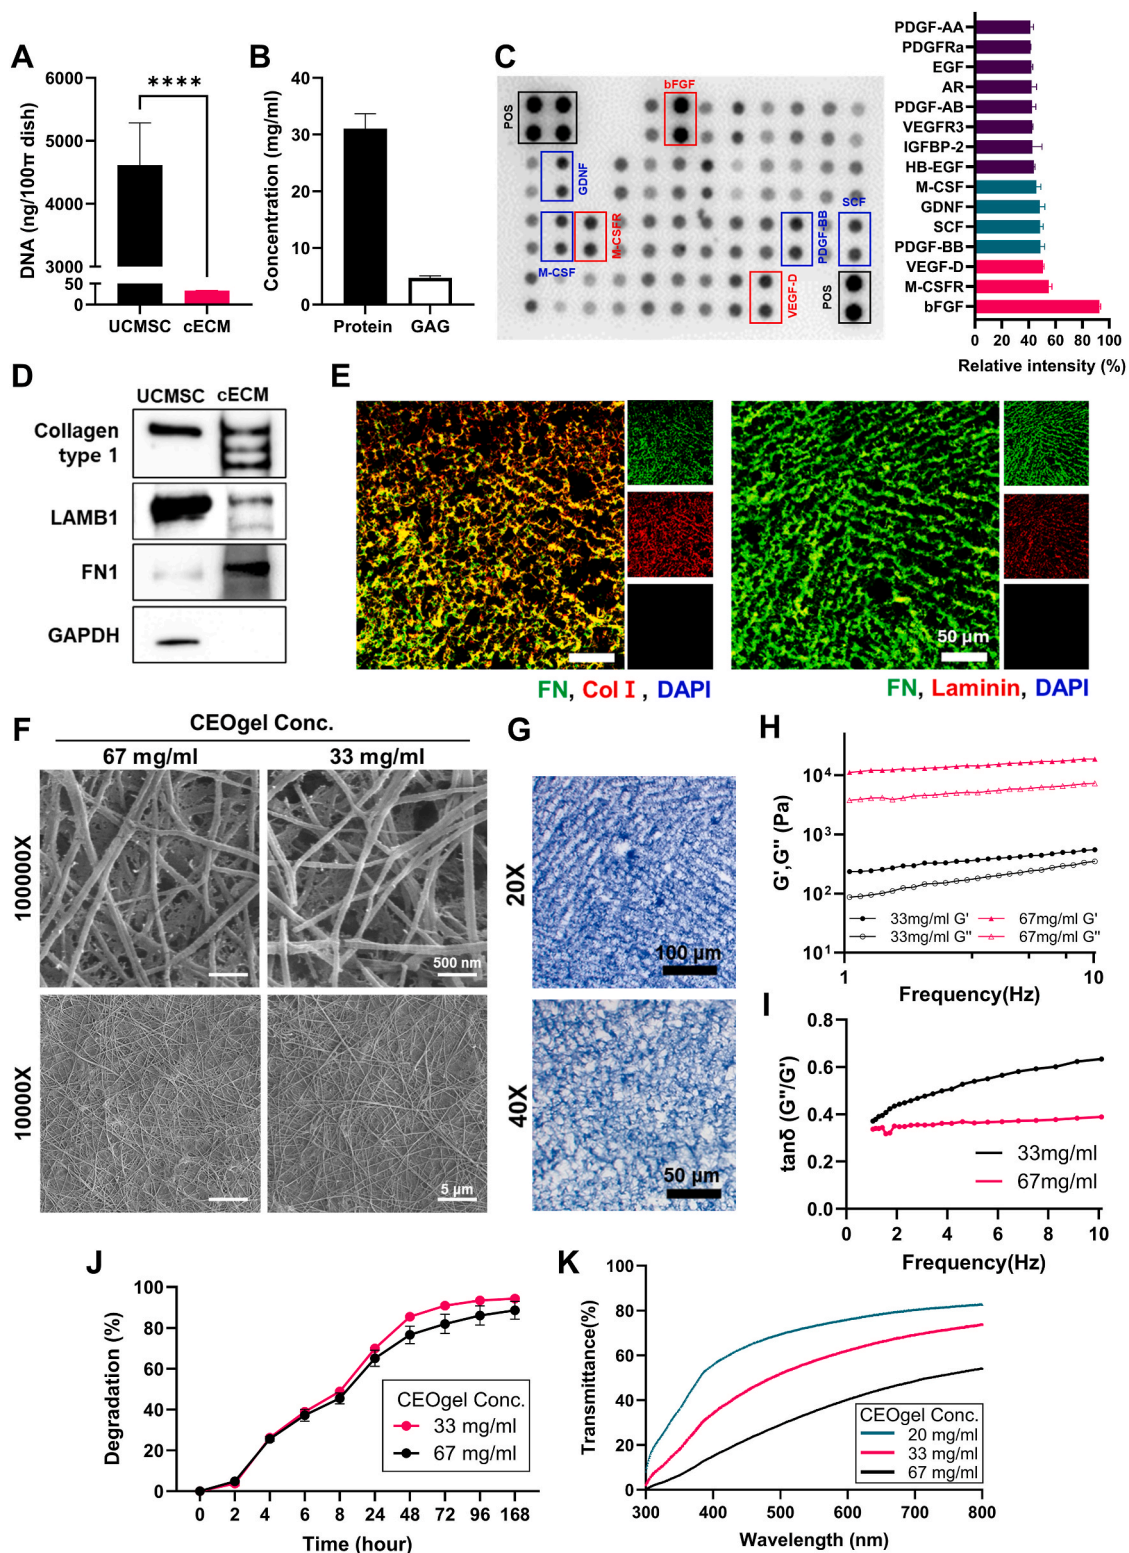 A
DNA (ng/100π dish)
6000
5000
4000
3000
50
0
****
UCMSC
cECM
B
Concentration (mg/ml)
40
30
20
10
0
Protein
GAG
C
POS
bFGF
GDNF
M-CSF
M-CSFR
PDGF-BB
SCF
VEGF-D
POS
PDGF-AA
PDGFRa
EGF
AR
PDGF-AB
VEGFR3
IGFBP-2
HB-EGF
M-CSF
GDNF
SCF
PDGF-BB
VEGF-D
M-CSFR
bFGF
0 20 40 60 80 100
Relative intensity (%)
D
UCMSC cECM
Collagen
type 1
LAMB1
FN1
GAPDH
E
50 μm
FN, Col I , DAPI
FN, Laminin, DAPI
F
CEOgel Conc.
67 mg/ml
33 mg/ml
100000X
500 nm
10000X
5 μm
G
20X
100 μm
40X
50 μm
H
G',G'' (Pa)
10⁴
10³
10²
10¹
33mg/ml G'
33mg/ml G''
67mg/ml G'
67mg/ml G''
1
10
Frequency(Hz)
I
tanδ (G''/G')
0.8
0.6
0.4
0.2
0.0
33mg/ml
67mg/ml
0 2 4 6 8 10
Frequency(Hz)
J
Degradation (%)
100
80
60
40
20
0
CEOgel Conc.
33 mg/ml
67 mg/ml
0 2 4 6 8 24 48 72 96 168
Time (hour)
K
Transmittance(%)
100
80
60
40
20
0
CEOgel Conc.
20 mg/ml
33 mg/ml
67 mg/ml
300 400 500 600 700 800
Wavelength (nm)